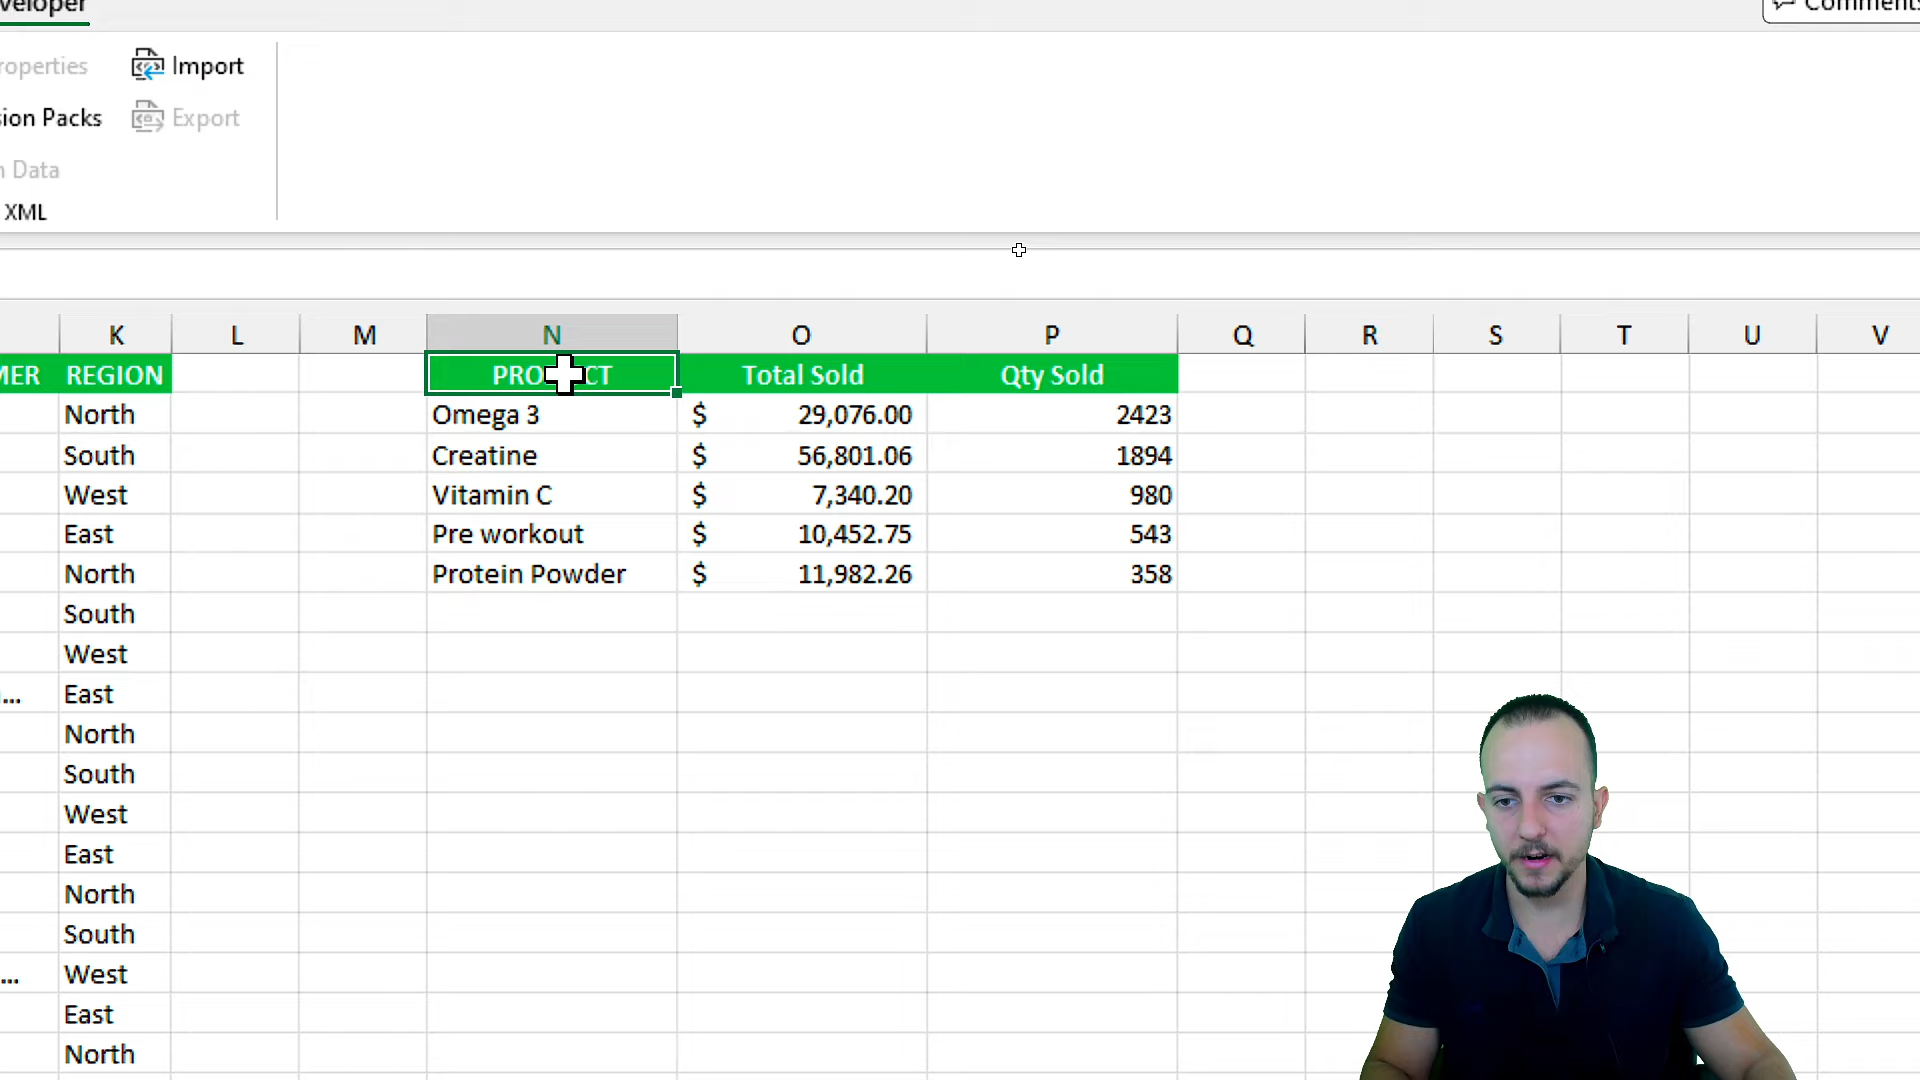 veloper
Comments
roperties
Import
sion Packs
Export
n Data
XML
K L M N O P Q R S T U V
MER REGION PRODUCT Total Sold Qty Sold
North Omega 3 $ 29,076.00 2423
South Creatine $ 56,801.06 1894
West Vitamin C $ 7,340.20 980
East Pre workout $ 10,452.75 543
North Protein Powder $ 11,982.26 358
South
West
... East
North
South
West
East
North
South
... West
East
North